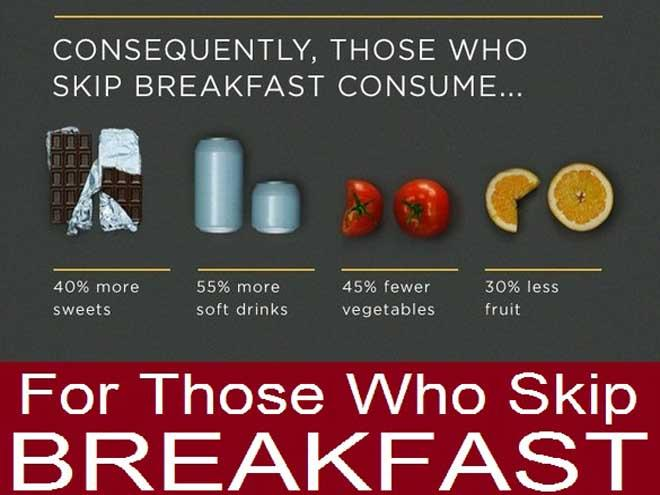 CONSEQUENTLY, THOSE WHO
SKIP BREAKFAST CONSUME...
40% more
sweets
55% more
soft drinks
45% fewer
vegetables
30% less
fruit
For Those Who Skip
BREAKFAST